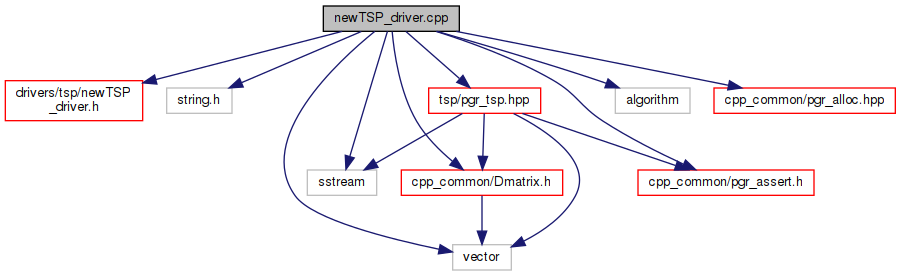 newTSP_driver.cpp
drivers/tsp/newTSP
_driver.h
string.h
tsp/pgr_tsp.hpp
algorithm
cpp_common/pgr_alloc.hpp
sstream
cpp_common/Dmatrix.h
cpp_common/pgr_assert.h
vector